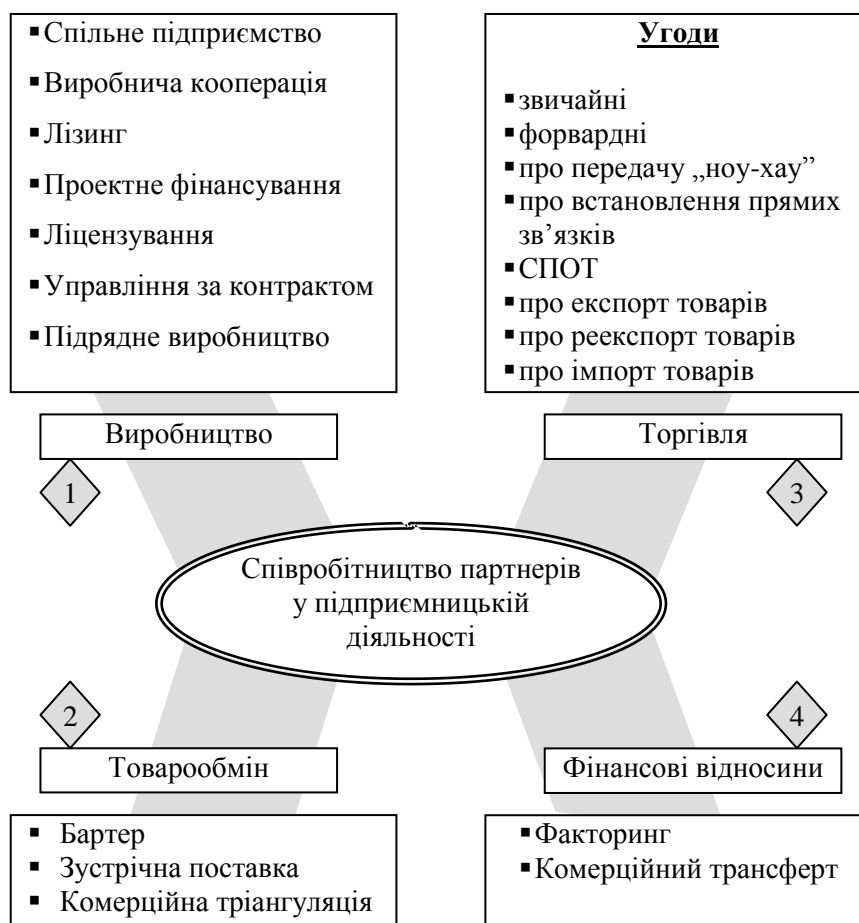 ▪Спільне підприємство
▪Виробнича кооперація
▪Лізинг
▪Проектне фінансування
▪Ліцензування
▪Управління за контрактом
▪Підрядне виробництво
Виробництво
1
Угоди
▪звичайні
▪форвардні
▪про передачу „ноу-хау”
▪про встановлення прямих
зв’язків
▪СПОТ
▪про експорт товарів
▪про реекспорт товарів
▪про імпорт товарів
Торгівля
3
Співробітництво партнерів
у підприємницькій
діяльності
2
Товарообмін
▪ Бартер
▪ Зустрічна поставка
▪ Комерційна тріангуляція
4
Фінансові відносини
▪Факторинг
▪Комерційний трансферт